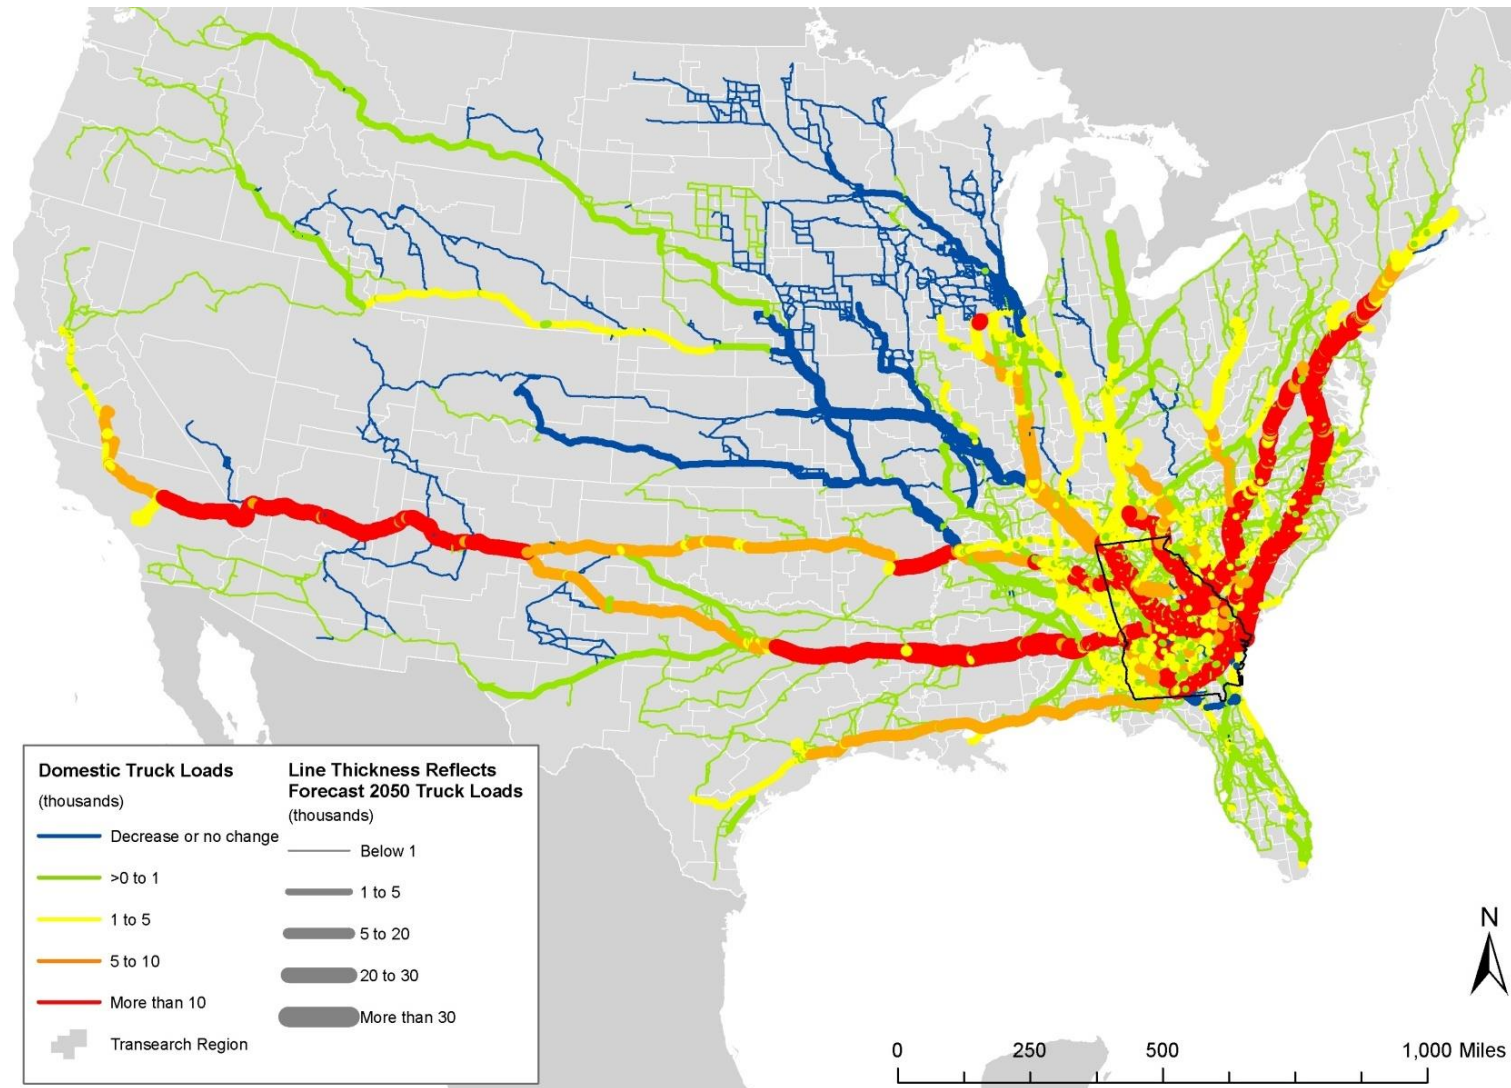 Domestic Truck Loads
(thousands)
Decrease or no change
>0 to 1
1 to 5
5 to 10
More than 10
Transearch Region
Line Thickness Reflects
Forecast 2050 Truck Loads
(thousands)
Below 1
1 to 5
5 to 20
20 to 30
More than 30
N
0 250 500 1,000 Miles